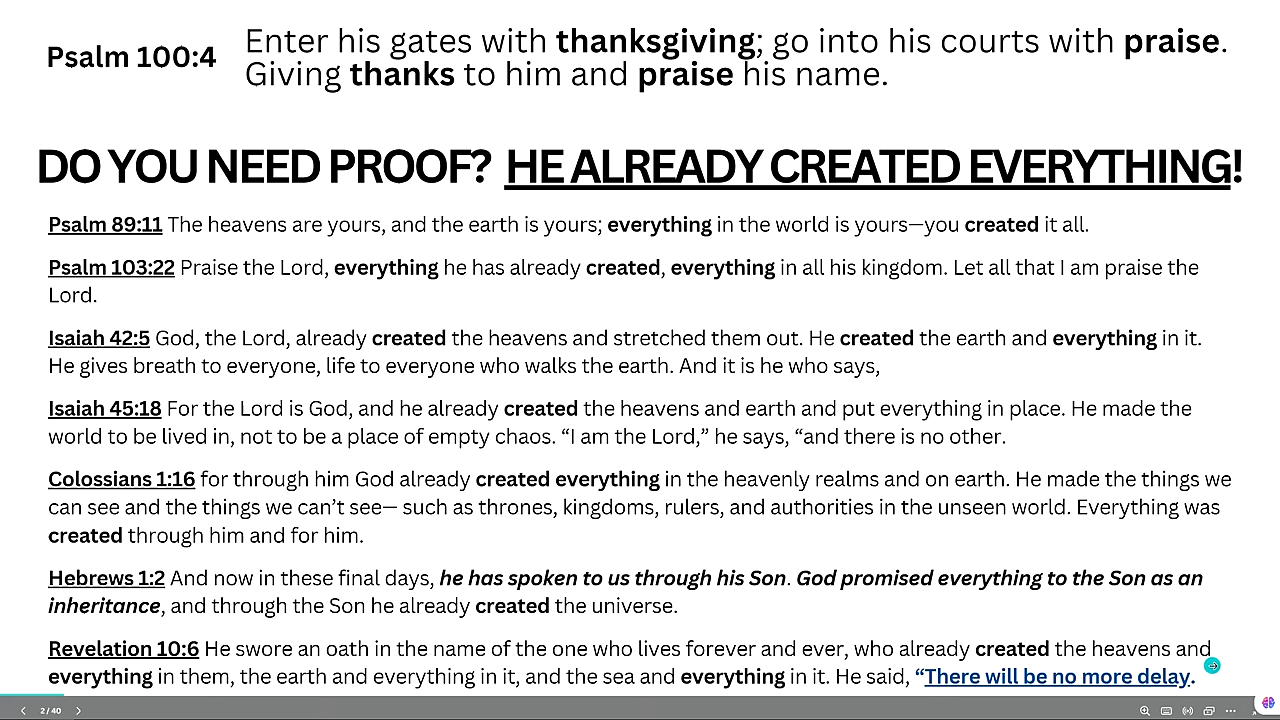 Psalm 100:4
Enter his gates with thanksgiving; go into his courts with praise.
Giving thanks to him and praise his name.
DO YOU NEED PROOF? HE ALREADY CREATED EVERYTHING!
Psalm 89:11 The heavens are yours, and the earth is yours; everything in the world is yours—you created it all.
Psalm 103:22 Praise the Lord, everything he has already created, everything in all his kingdom. Let all that I am praise the
Lord.
Isaiah 42:5 God, the Lord, already created the heavens and stretched them out. He created the earth and everything in it.
He gives breath to everyone, life to everyone who walks the earth. And it is he who says,
Isaiah 45:18 For the Lord is God, and he already created the heavens and earth and put everything in place. He made the
world to be lived in, not to be a place of empty chaos. “I am the Lord,” he says, “and there is no other.
Colossians 1:16 for through him God already created everything in the heavenly realms and on earth. He made the things we
can see and the things we can’t see— such as thrones, kingdoms, rulers, and authorities in the unseen world. Everything was
created through him and for him.
Hebrews 1:2 And now in these final days, he has spoken to us through his Son. God promised everything to the Son as an
inheritance, and through the Son he already created the universe.
Revelation 10:6 He swore an oath in the name of the one who lives forever and ever, who already created the heavens and
everything in them, the earth and everything in it, and the sea and everything in it. He said, “There will be no more delay.
2 / 40